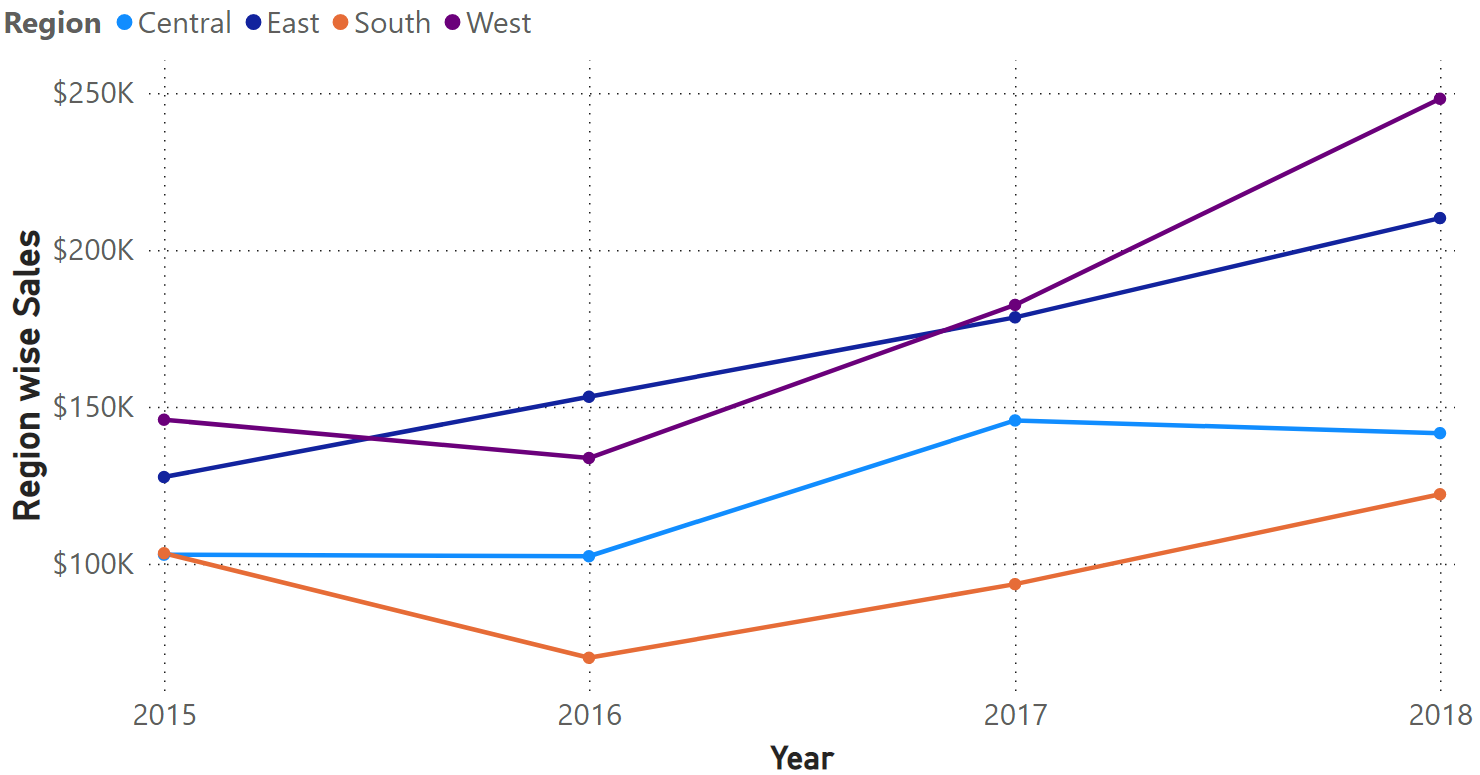 Region Central East South West
$250K
$200K
$150K
$100K
Region wise Sales
2015 2016 2017 2018
Year